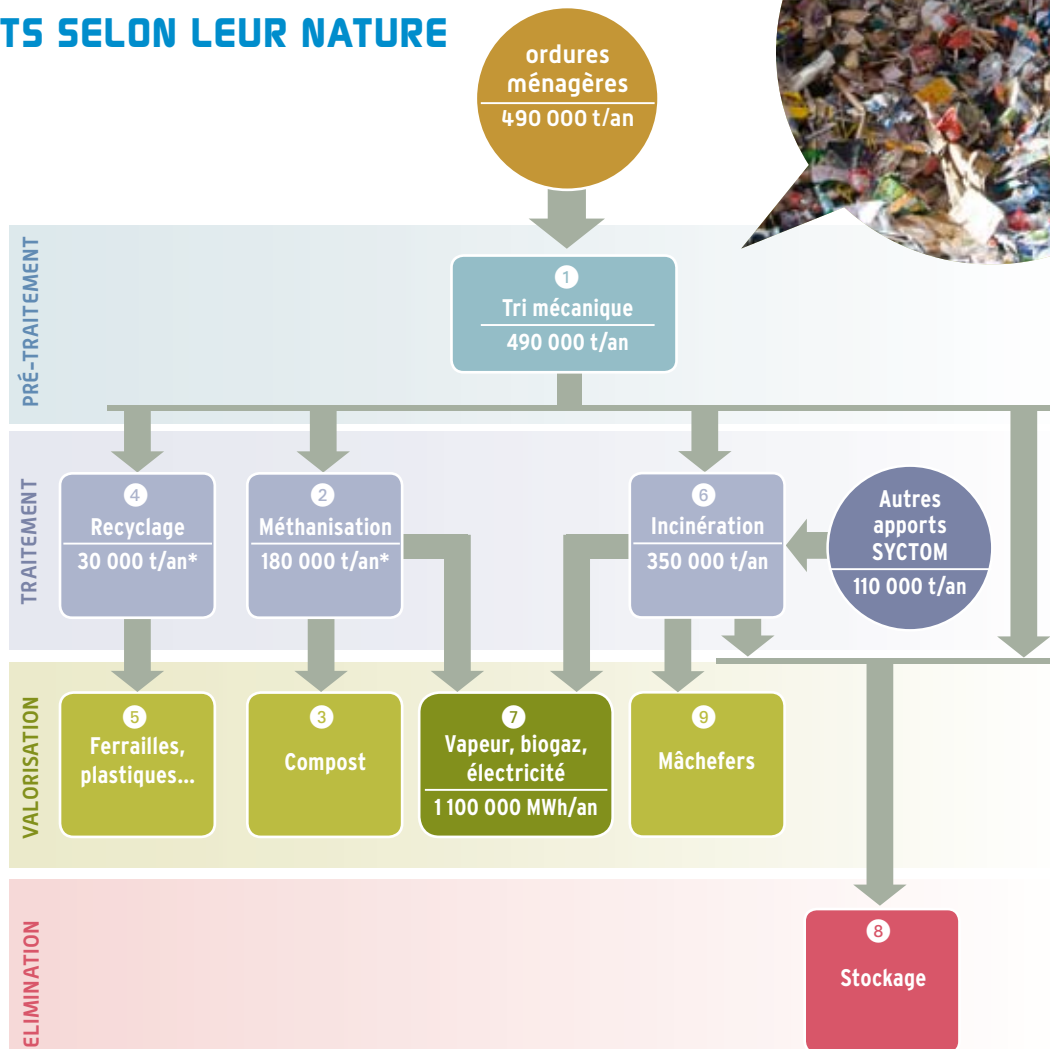 TS SELON LEUR NATURE
ordures
ménagères
490 000 t/an
PRÉ-TRAITEMENT
1
Tri mécanique
490 000 t/an
TRAITEMENT
4
Recyclage
30 000 t/an*
2
Méthanisation
180 000 t/an*
6
Incinération
350 000 t/an
Autres
apports
SYCTOM
110 000 t/an
VALORISATION
5
Ferrailles,
plastiques...
3
Compost
7
Vapeur, biogaz,
électricité
1 100 000 MWh/an
9
Mâchefers
ELIMINATION
8
Stockage